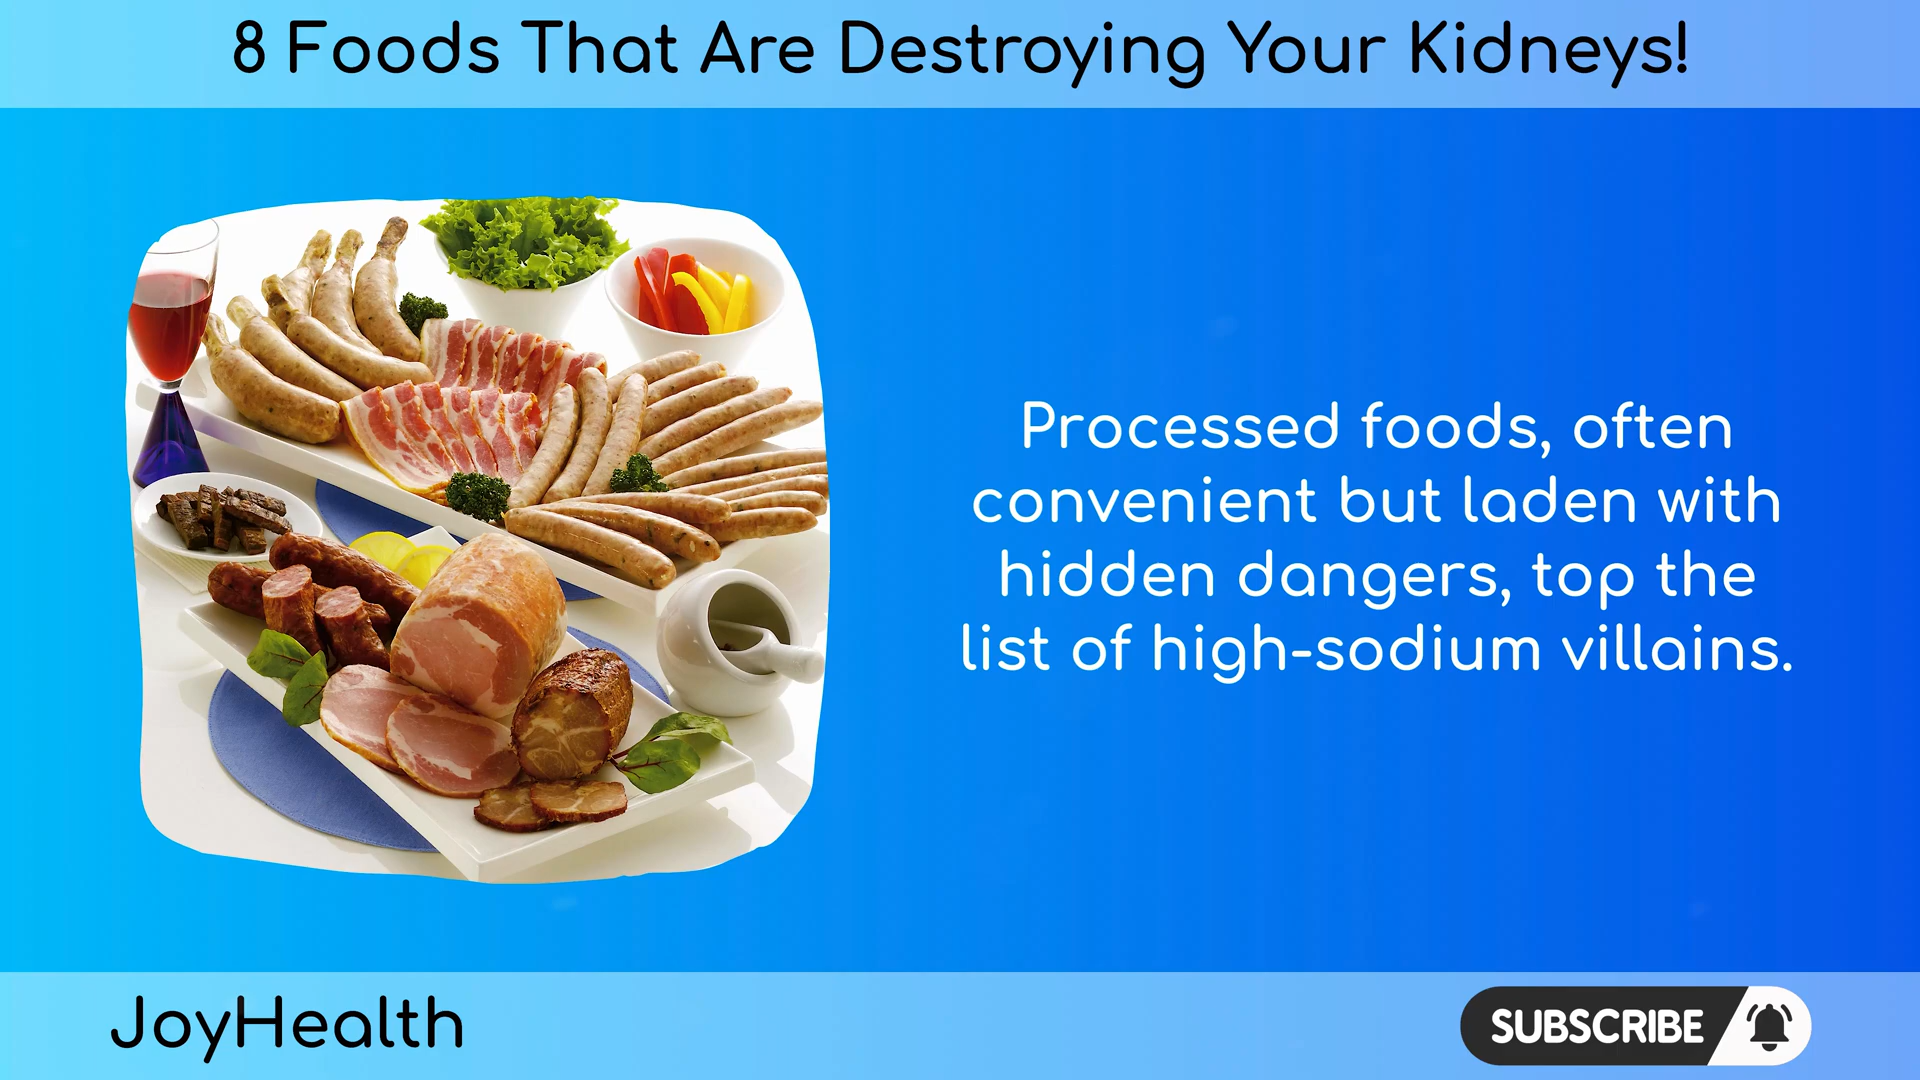 8 Foods That Are Destroying Your Kidneys!
Processed foods, often
convenient but laden with
hidden dangers, top the
list of high-sodium villains.
JoyHealth
SUBSCRIBE